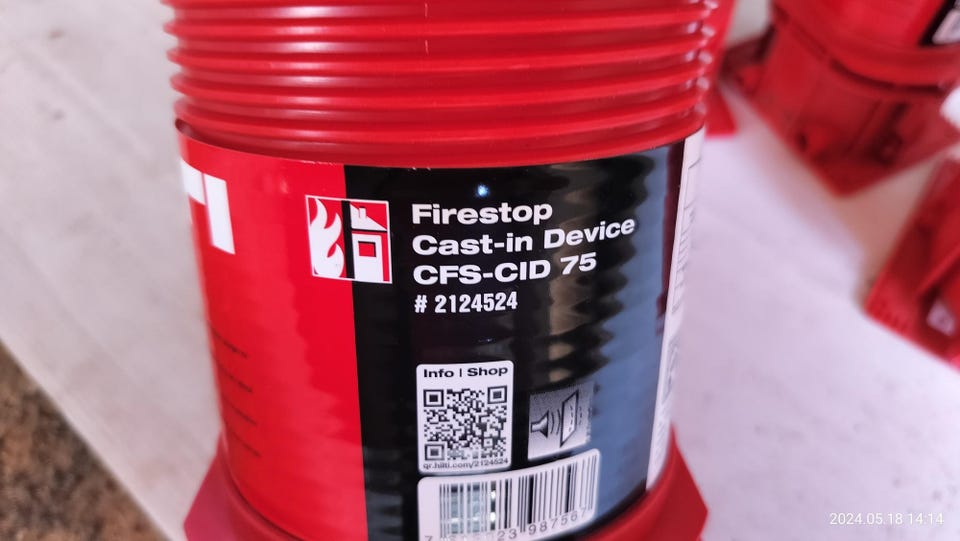 Firestop
Cast-in Device
CFS-CID 75
# 2124524
Info | Shop
qr.hilti.com/2124524
2024.05.18 14:14